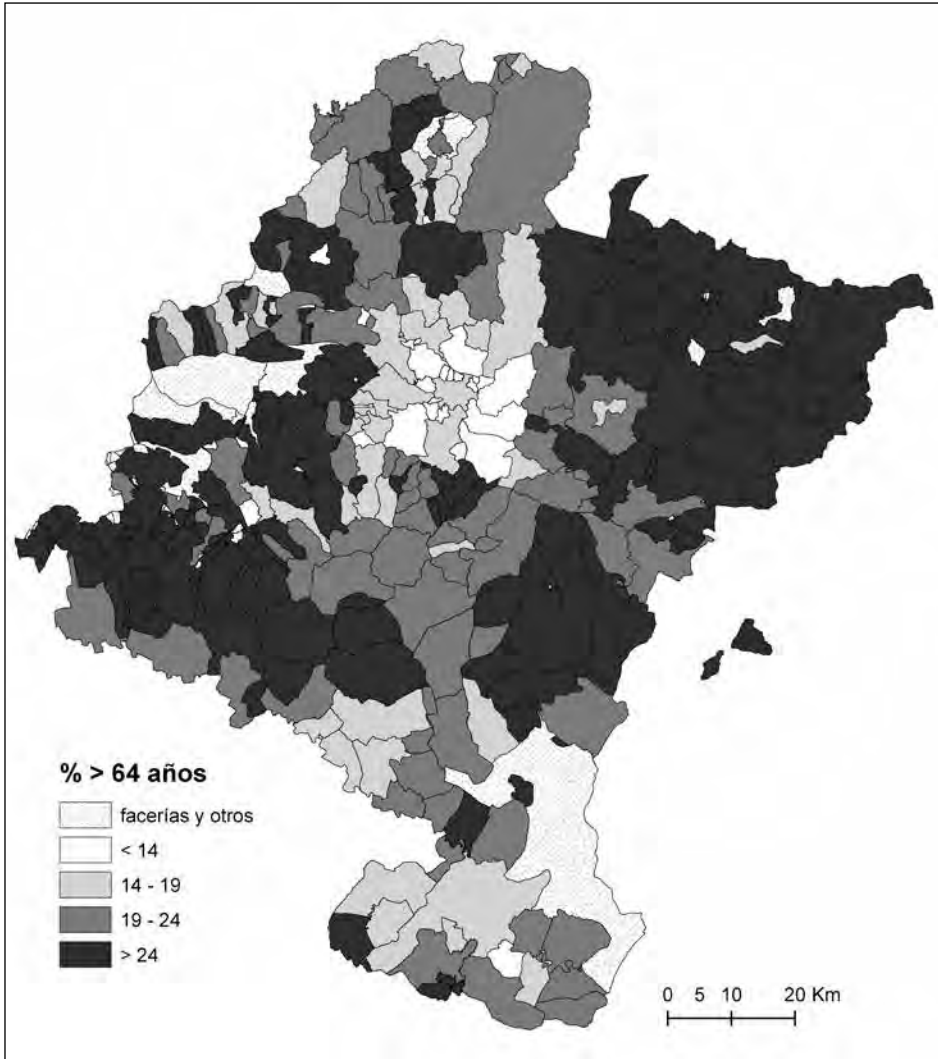 % > 64 años
facerías y otros
< 14
14 - 19
19 - 24
> 24
0 5 10 20 Km